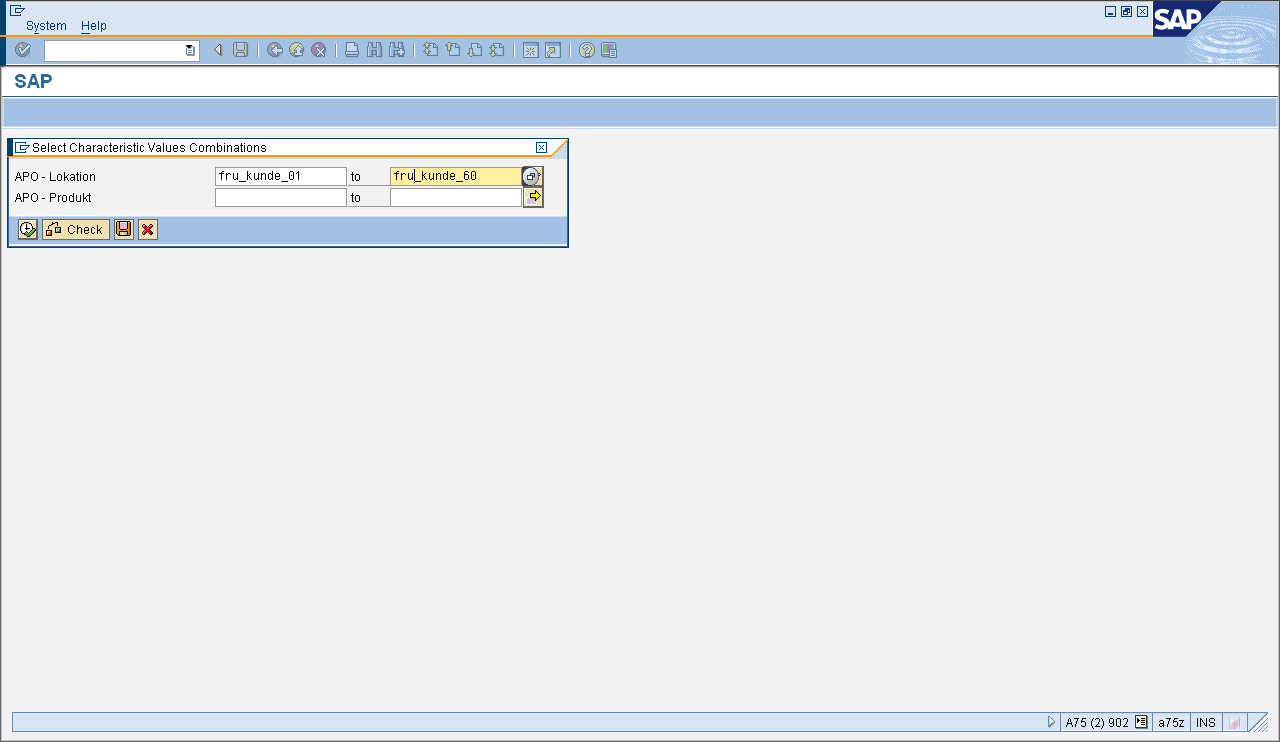 System Help
SAP
SAP
Select Characteristic Values Combinations
APO - Lokation fru_kunde_01 to fru_kunde_60
APO - Produkt to
Check
A75 (2) 902 a75z INS